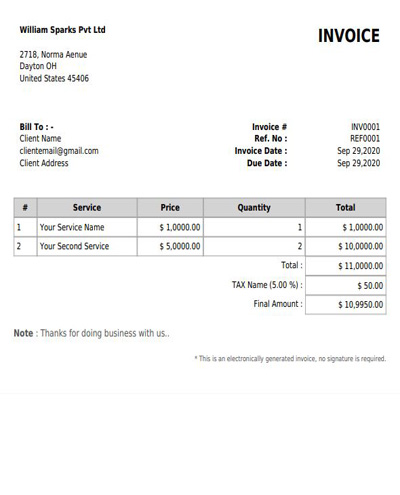 William Sparks Pvt Ltd
INVOICE
2718, Norma Aenue
Dayton OH
United States 45406
Bill To : -
Client Name
clientemail@gmail.com
Client Address
Invoice # INV0001
Ref. No : REF0001
Invoice Date : Sep 29,2020
Due Date : Sep 29,2020
# Service Price Quantity Total
1 Your Service Name $ 1,0000.00 1 $ 1,0000.00
2 Your Second Service $ 5,0000.00 2 $ 10,0000.00
Total : $ 11,0000.00
TAX Name (5.00 %) : $ 50.00
Final Amount : $ 10,9950.00
Note : Thanks for doing business with us..
* This is an electronically generated invoice, no signature is required.